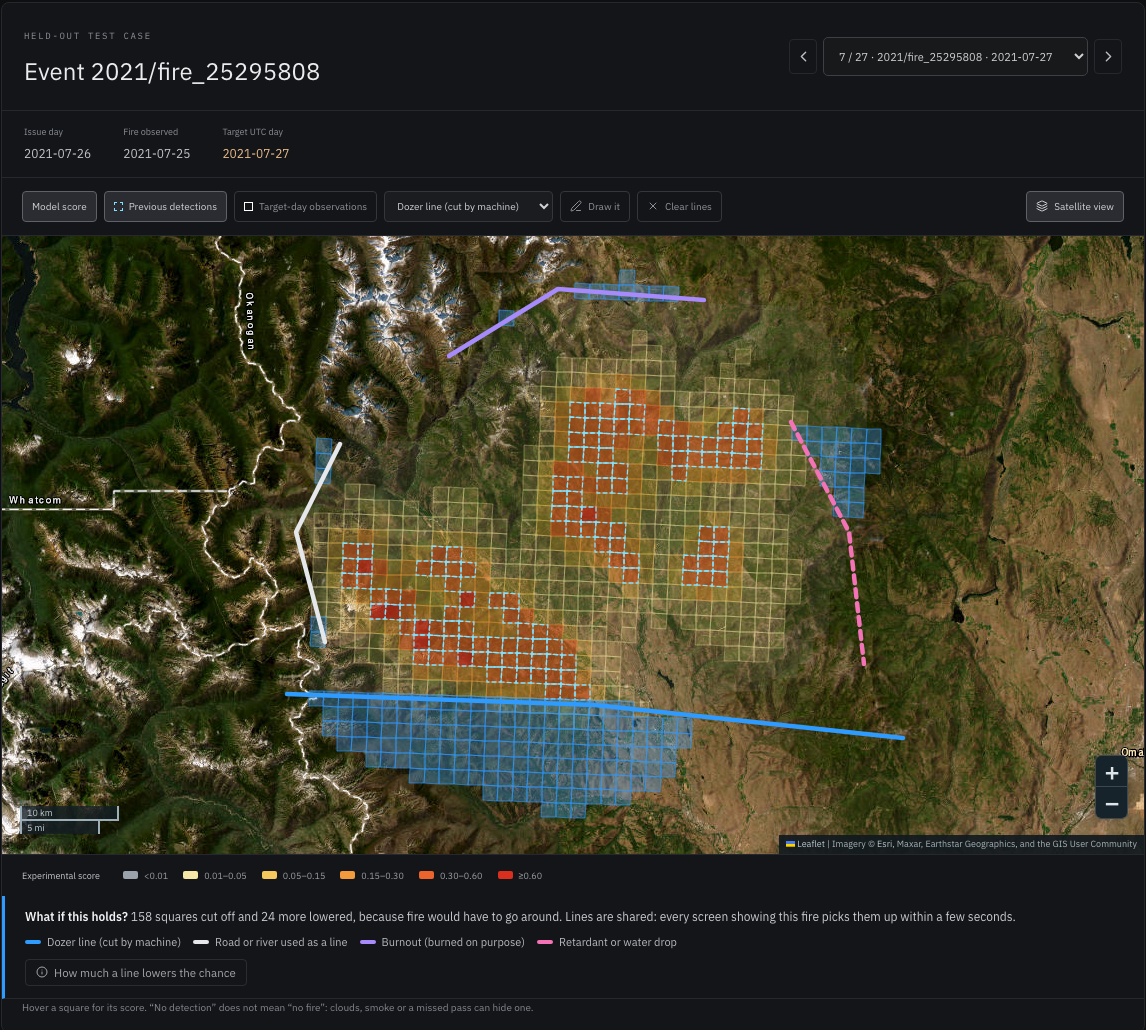 HELD-OUT TEST CASE
Event 2021/fire_25295808
7 / 27 · 2021/fire_25295808 · 2021-07-27
Issue day
Fire observed
Target UTC day
2021-07-26
2021-07-25
2021-07-27
Model score
Previous detections
Target-day observations
Dozer line (cut by machine)
Draw it
Clear lines
Satellite view
Okanogan
Whatcom
Oma
+
−
10 km
5 mi
Leaflet | Imagery © Esri, Maxar, Earthstar Geographics, and the GIS User Community
Experimental score
<0.01
0.01–0.05
0.05–0.15
0.15–0.30
0.30–0.60
≥0.60
What if this holds? 158 squares cut off and 24 more lowered, because fire would have to go around. Lines are shared: every screen showing this fire picks them up within a few seconds.
Dozer line (cut by machine)
Road or river used as a line
Burnout (burned on purpose)
Retardant or water drop
How much a line lowers the chance
Hover a square for its score. “No detection” does not mean “no fire”: clouds, smoke or a missed pass can hide one.